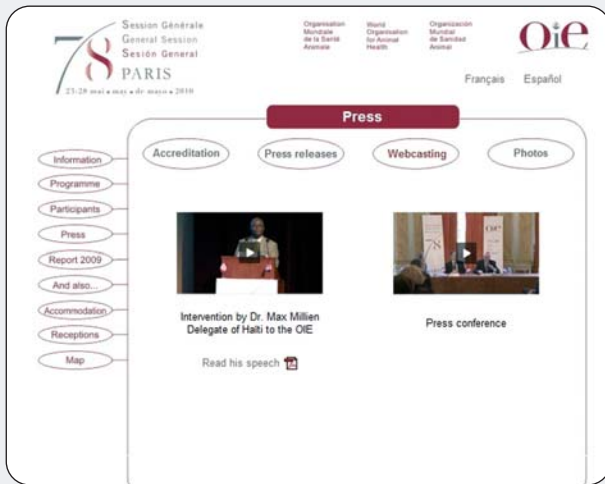 78
Session Générale
General Session
Sesión General
PARIS
23-28 mai • may • de mayo • 2010
Organisation
Mondiale
de la Santé
Animale
World
Organisation
for Animal
Health
Organización
Mundial
de Sanidad
Animal
Oie
Français Español
Press
Accreditation Press releases Webcasting Photos
Information
Programme
Participants
Press
Report 2009
And also...
Accommodation
Receptions
Map
78
Oie
Intervention by Dr. Max Millien
Delegate of Haïti to the OIE
Read his speech
Press conference